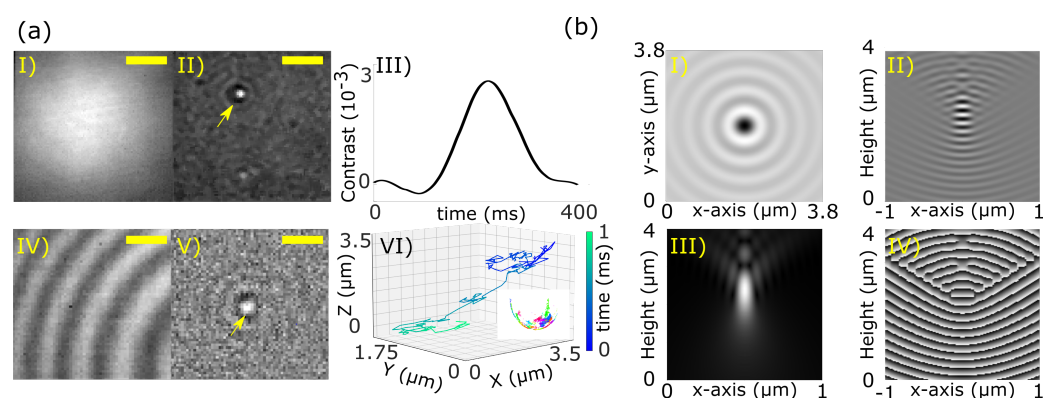 (a)
(b)
I)
II)
III)
Contrast (10⁻³)
3
0
0
time (ms)
400
IV)
V)
VI)
Z (μm)
3.5
0
1.75
Y (μm)
0
0
X (μm)
3.5
1
time (ms)
0
I)
3.8
y-axis (μm)
0
0
x-axis (μm)
3.8
II)
4
Height (μm)
0
-1
x-axis (μm)
1
III)
4
Height (μm)
0
0
x-axis (μm)
1
IV)
4
Height (μm)
0
-1
x-axis (μm)
1